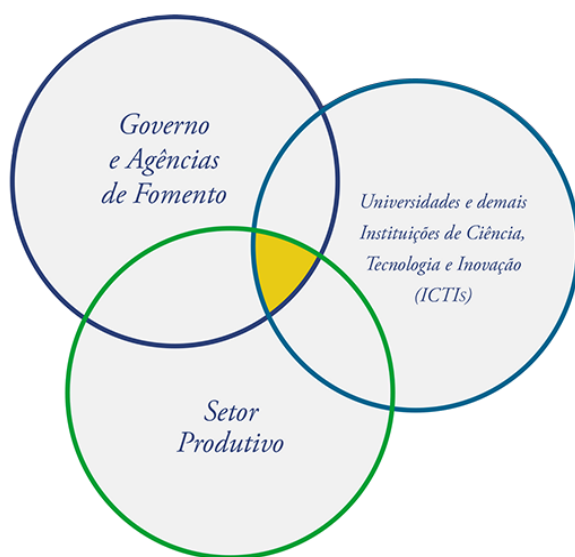 Governo
e Agências
de Fomento
Universidades e demais
Instituições de Ciência,
Tecnologia e Inovação
(ICTIs)
Setor
Produtivo